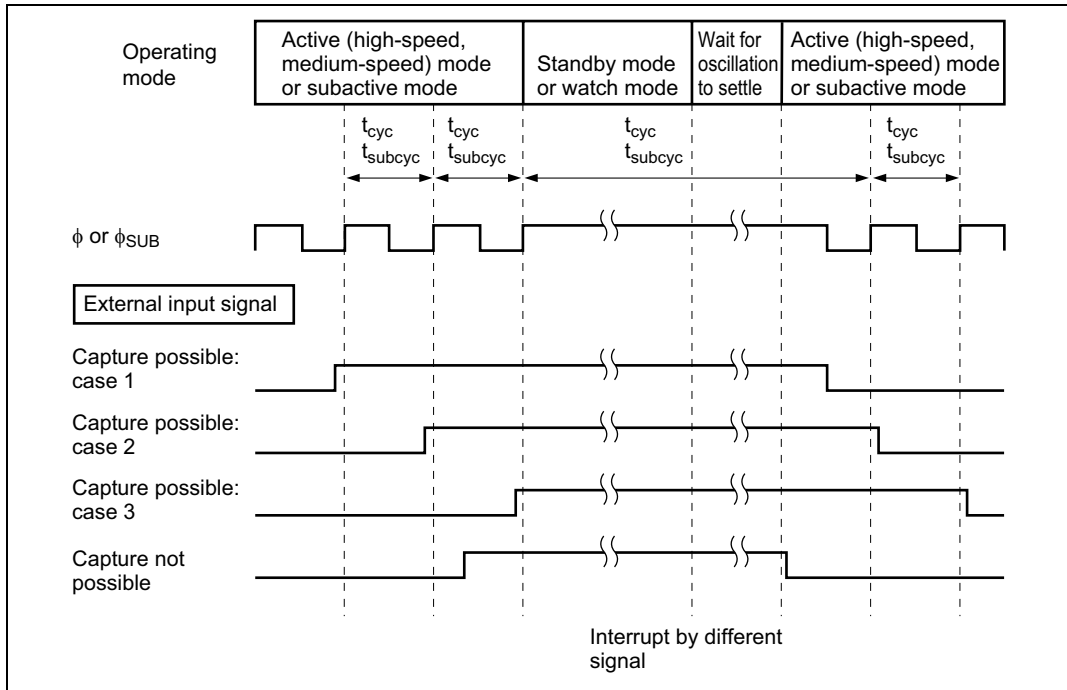 Operating
mode
Active (high-speed,
medium-speed) mode
or subactive mode
Standby mode
or watch mode
Wait for
oscillation
to settle
Active (high-speed,
medium-speed) mode
or subactive mode
tcyc
tsubcyc
tcyc
tsubcyc
tcyc
tsubcyc
tcyc
tsubcyc
ϕ or ϕSUB
External input signal
Capture possible:
case 1
Capture possible:
case 2
Capture possible:
case 3
Capture not
possible
Interrupt by different
signal